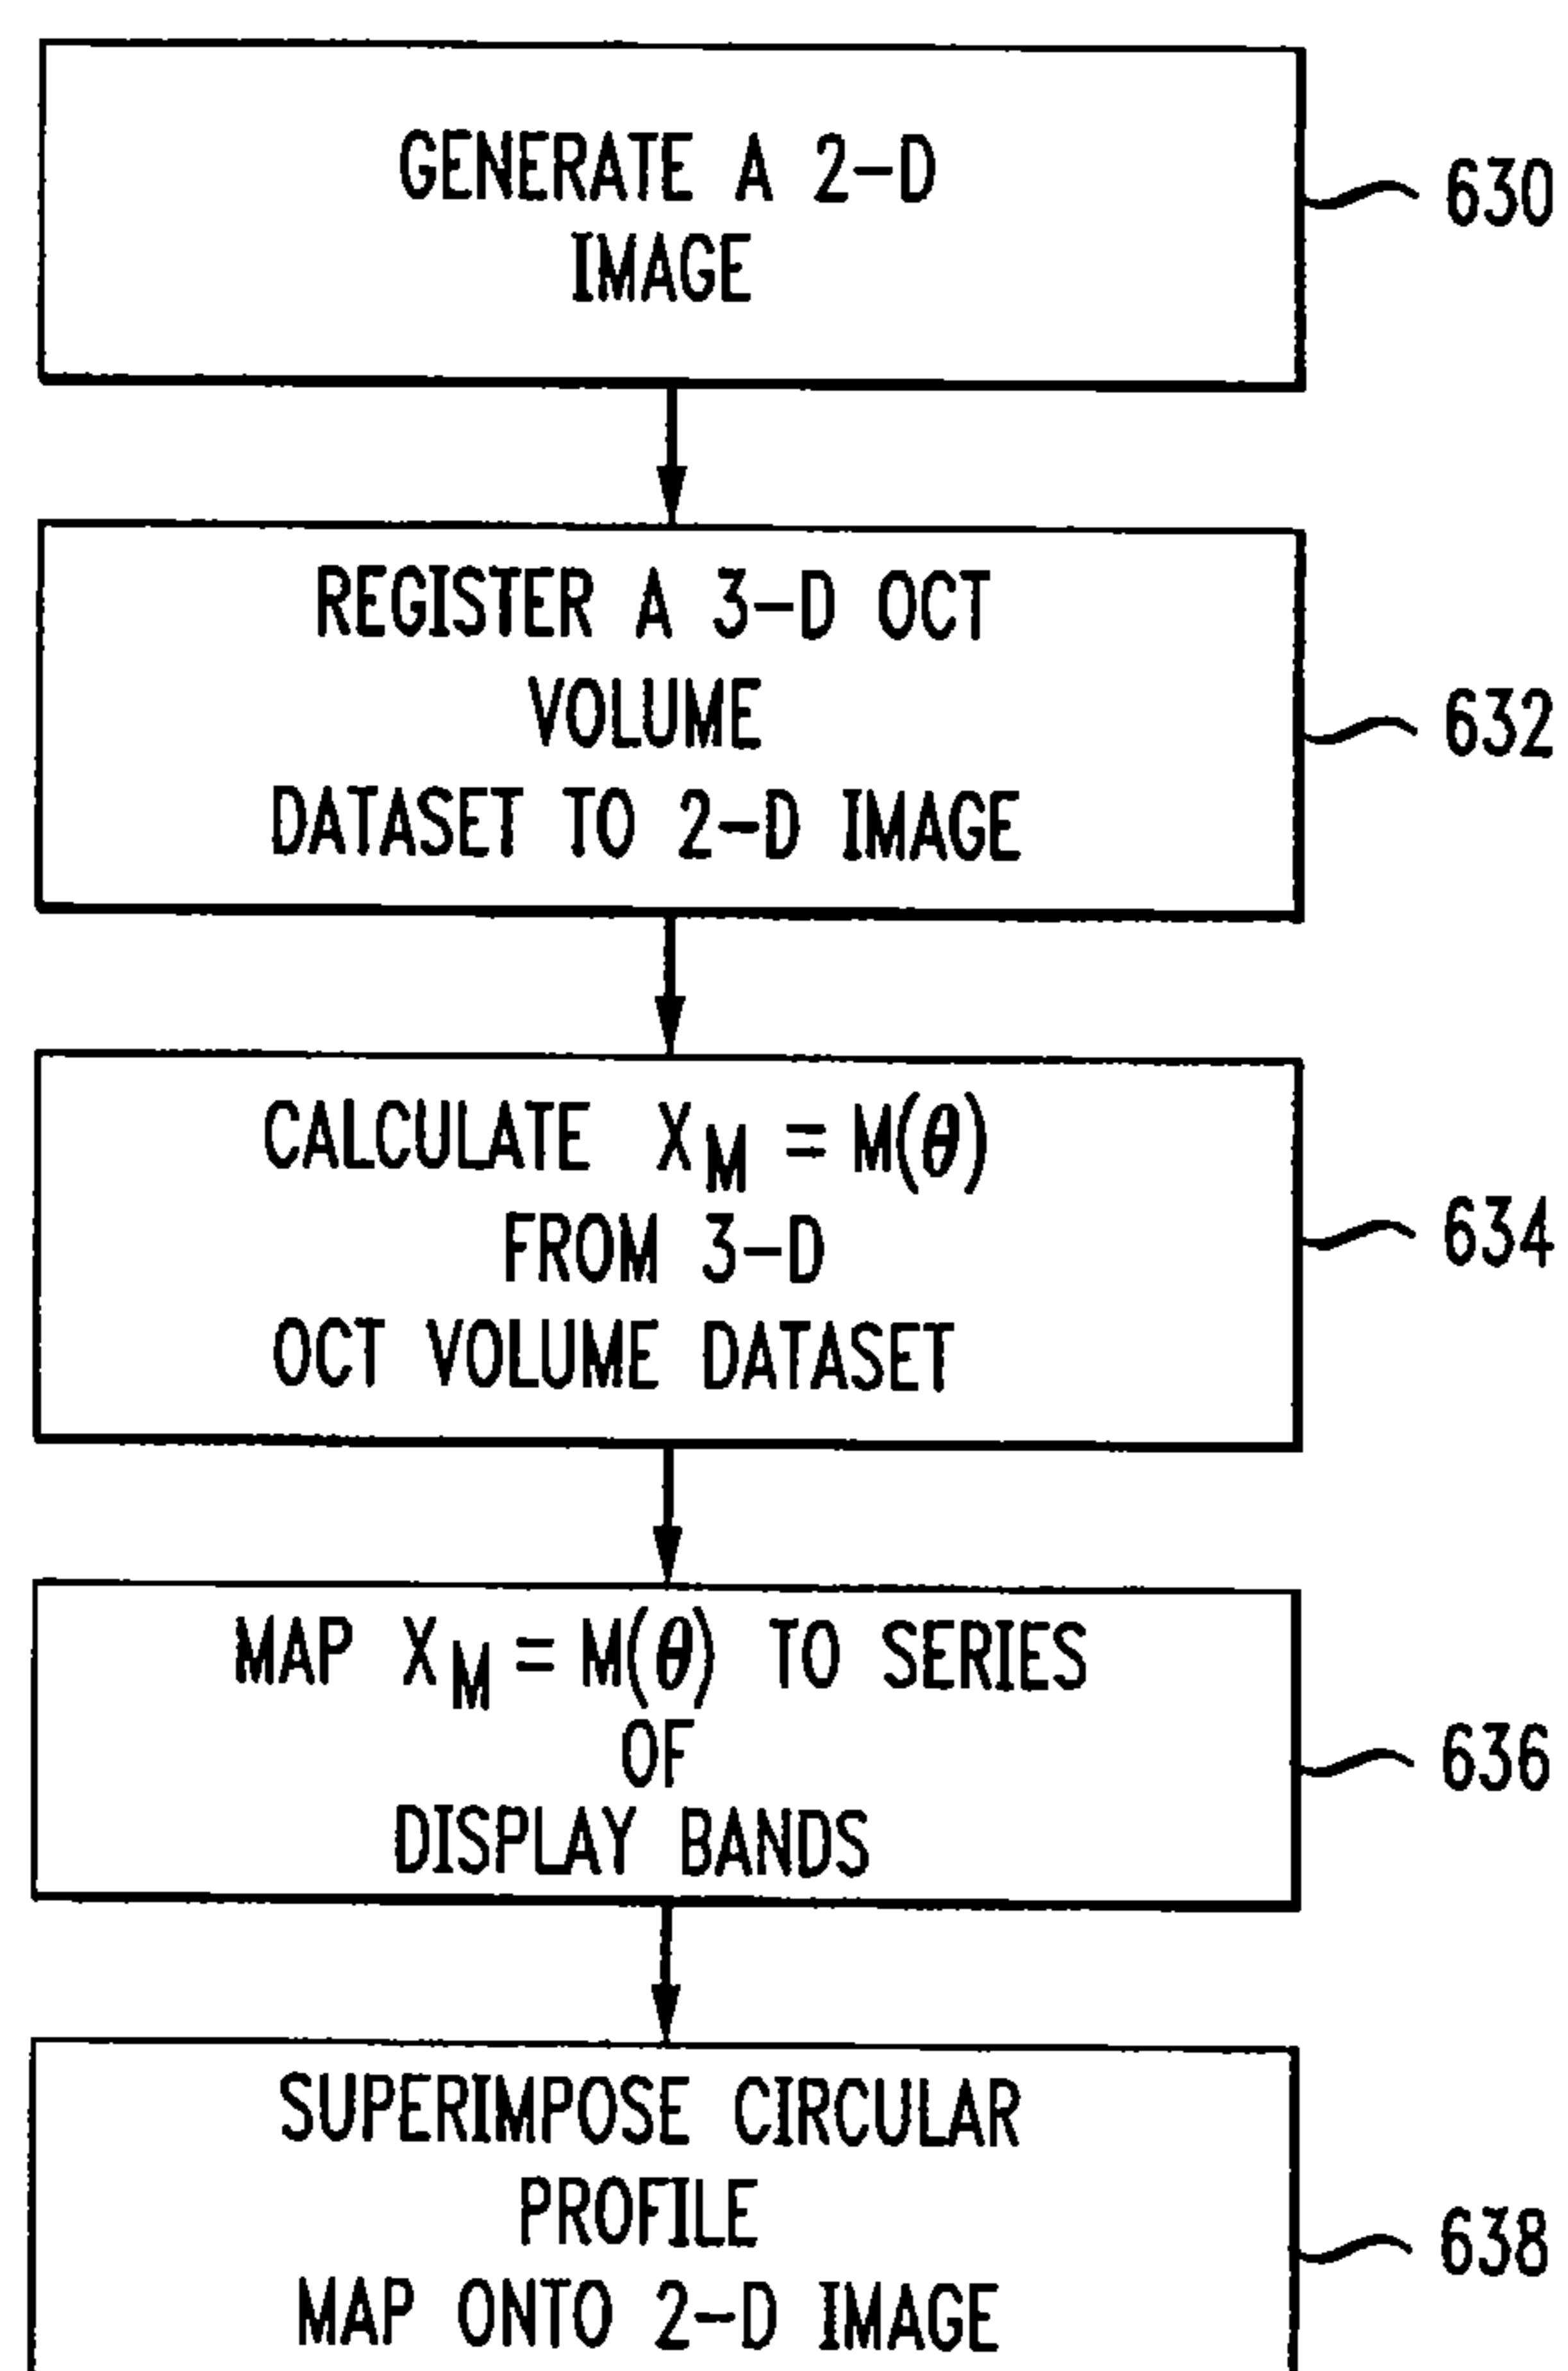 GENERATE A 2-D
IMAGE
630
REGISTER A 3-D OCT
VOLUME
DATASET TO 2-D IMAGE
632
CALCULATE X_M = M(θ)
FROM 3-D
OCT VOLUME DATASET
634
MAP X_M = M(θ) TO SERIES
OF
DISPLAY BANDS
636
SUPERIMPOSE CIRCULAR
PROFILE
MAP ONTO 2-D IMAGE
638